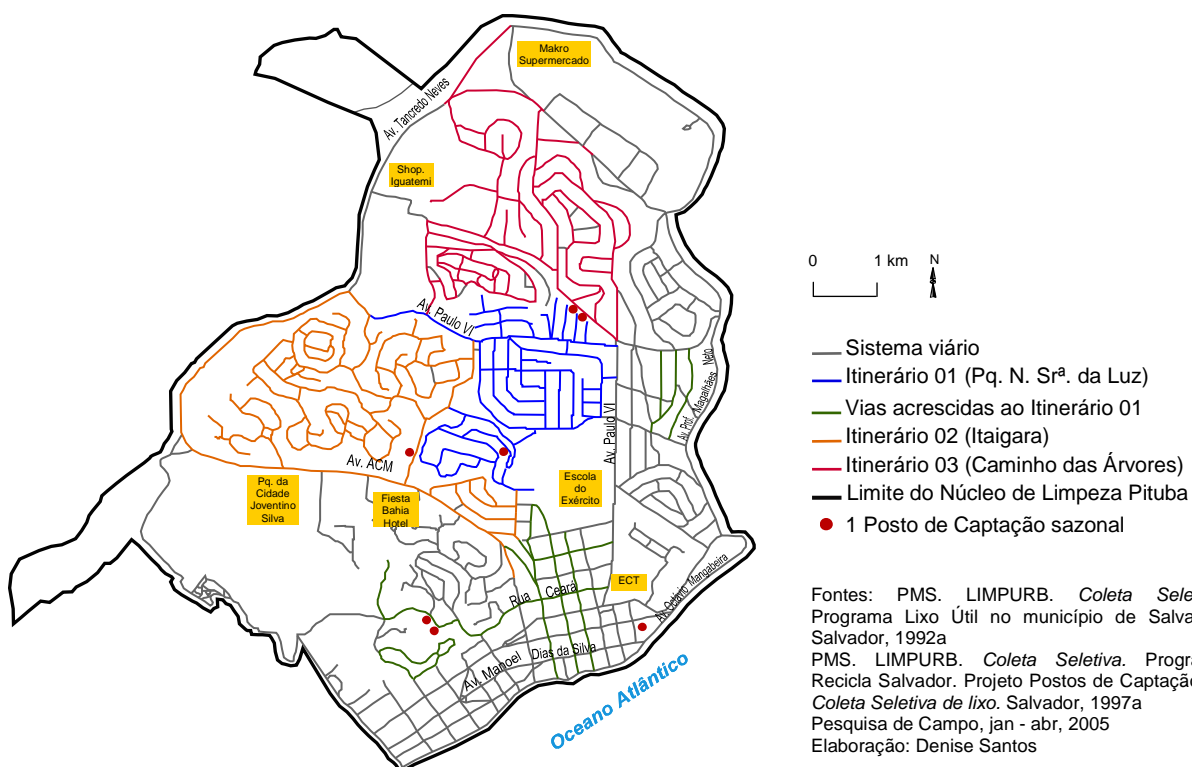 Makro
Supermercado
Av. Tancredo Neves
Shop.
Iguatemi
Av. Paulo VI
Av. Prof. Magalhães Neto
Av. Paulo VI
Av. ACM
Pq. da
Cidade
Joventino
Silva
Fiesta
Bahia
Hotel
Escola
do
Exército
ECT
Rua Ceará
Av. Octávio Mangabeira
Av. Manoel Dias da Silva
Oceano Atlântico
0 1 km N
Sistema viário
Itinerário 01 (Pq. N. Srª. da Luz)
Vias acrescidas ao Itinerário 01
Itinerário 02 (Itaigara)
Itinerário 03 (Caminho das Árvores)
Limite do Núcleo de Limpeza Pituba
1 Posto de Captação sazonal
Fontes: PMS. LIMPURB. Coleta Sele
Programa Lixo Útil no município de Salva
Salvador, 1992a
PMS. LIMPURB. Coleta Seletiva. Progra
Recicla Salvador. Projeto Postos de Captação
Coleta Seletiva de lixo. Salvador, 1997a
Pesquisa de Campo, jan - abr, 2005
Elaboração: Denise Santos